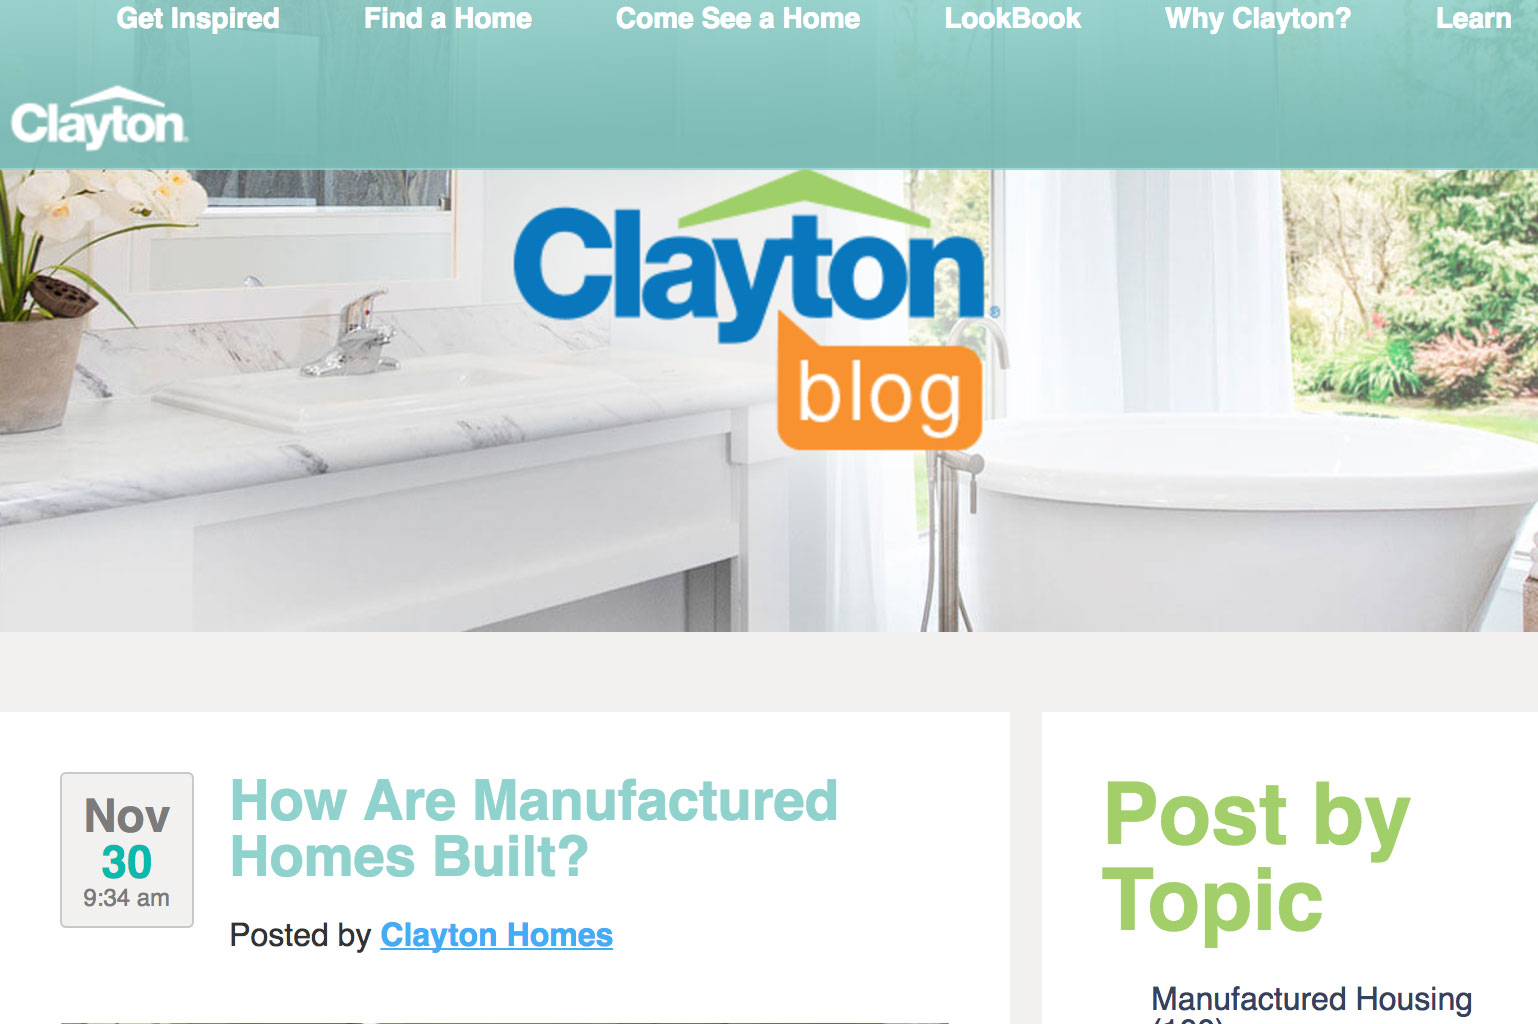 Get Inspired Find a Home Come See a Home LookBook Why Clayton? Learn
Clayton
Clayton®
blog
Nov
30
9:34 am
How Are Manufactured
Homes Built?
Posted by Clayton Homes
Post by
Topic
Manufactured Housing